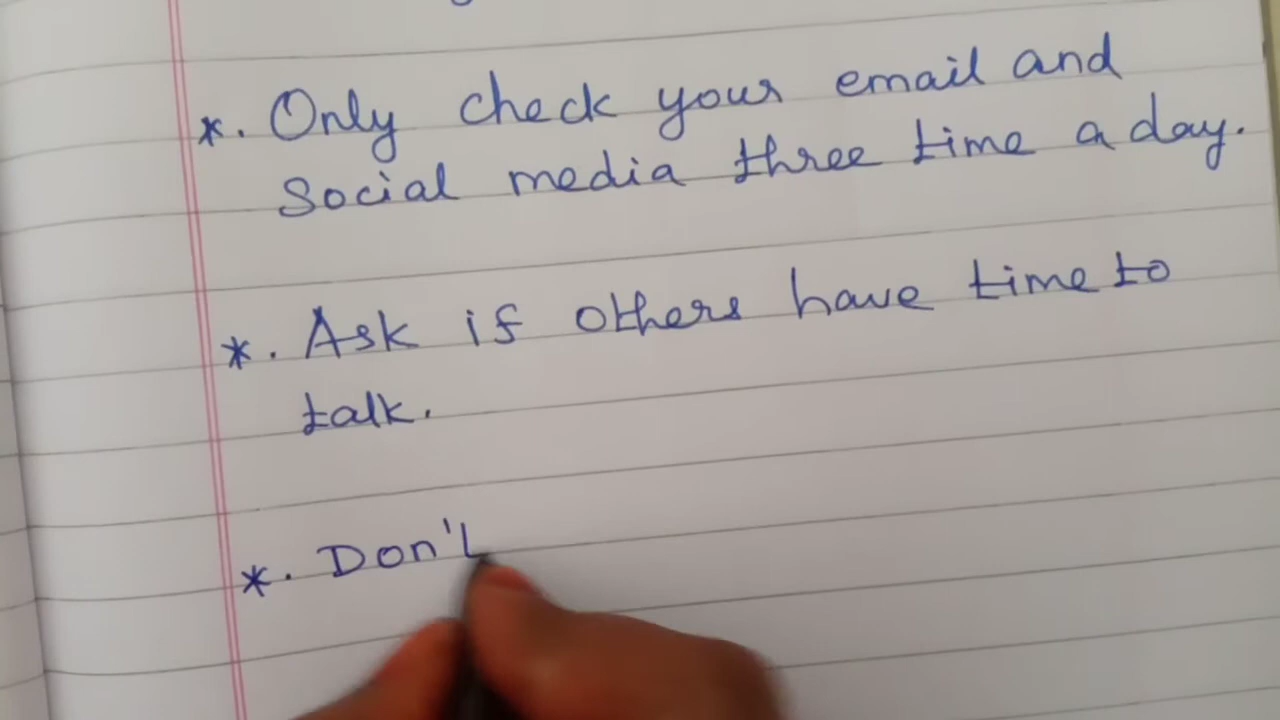 *. Only check your email and
Social media three time a day.
*. Ask if others have time to
talk.
*. Don'